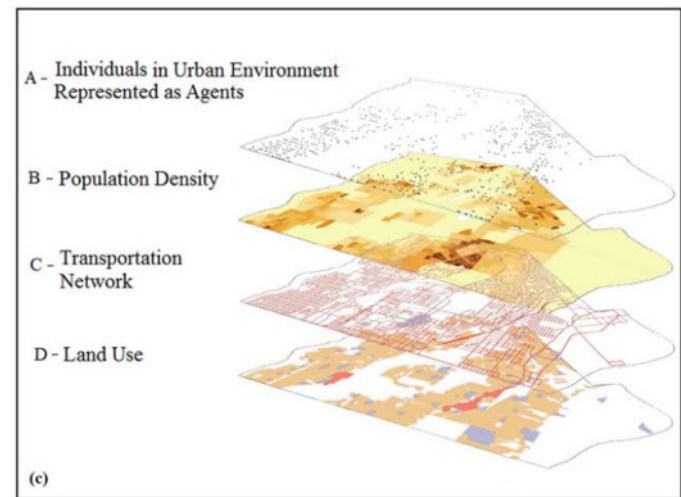 A - Individuals in Urban Environment
Represented as Agents
B - Population Density
C - Transportation
Network
D - Land Use
(c)